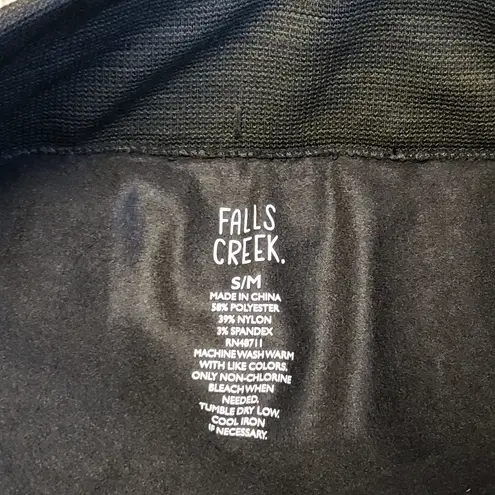 FALLS
CREEK.
S/M
MADE IN CHINA
58% POLYESTER
39% NYLON
3% SPANDEX
RN48711
MACHINE WASH WARM
WITH LIKE COLORS.
ONLY NON-CHLORINE
BLEACH WHEN
NEEDED.
TUMBLE DRY LOW.
COOL IRON
IF NECESSARY.